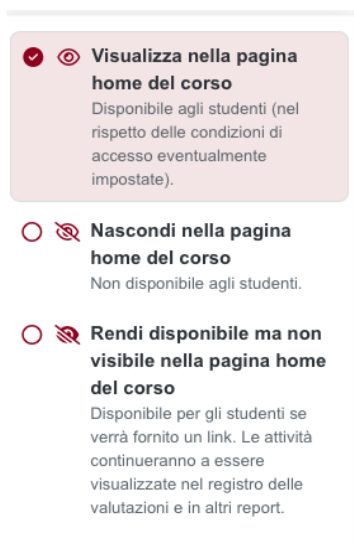 Visualizza nella pagina
home del corso
Disponibile agli studenti (nel
rispetto delle condizioni di
accesso eventualmente
impostate).
Nascondi nella pagina
home del corso
Non disponibile agli studenti.
Rendi disponibile ma non
visibile nella pagina home
del corso
Disponibile per gli studenti se
verrà fornito un link. Le attività
continueranno a essere
visualizzate nel registro delle
valutazioni e in altri report.